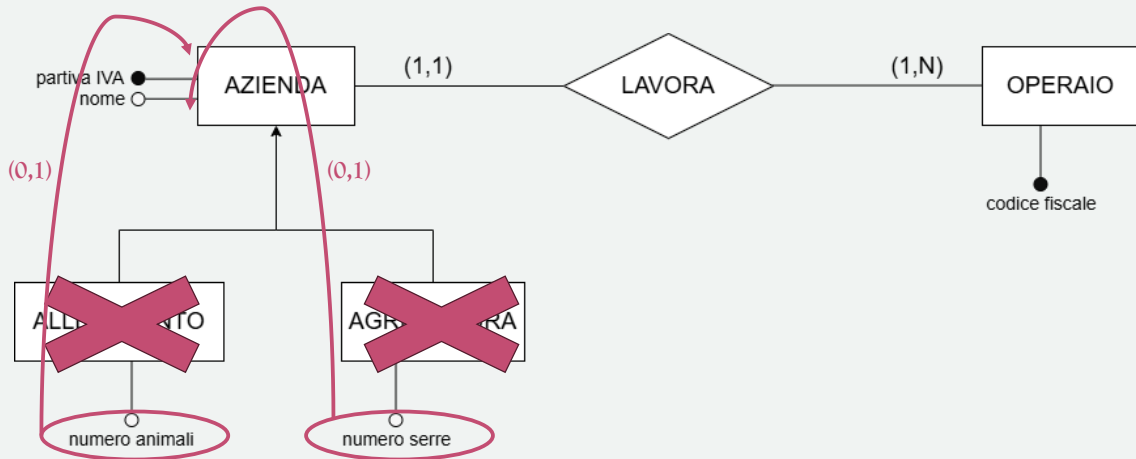 partiva IVA
nome
AZIENDA
(1,1)
LAVORA
(1,N)
OPERAIO
(0,1)
(0,1)
codice fiscale
numero animali
numero serre